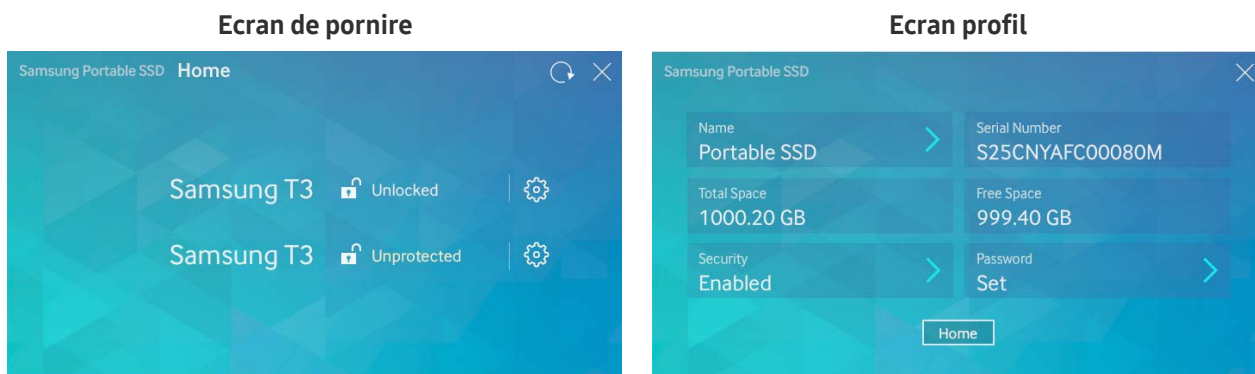 Ecran de pornire
Samsung Portable SSD Home
Samsung T3 Unlocked
Samsung T3 Unprotected
Ecran profil
Samsung Portable SSD
Name
Portable SSD
Serial Number
S25CNYAFC00080M
Total Space
1000.20 GB
Free Space
999.40 GB
Security
Enabled
Password
Set
Home